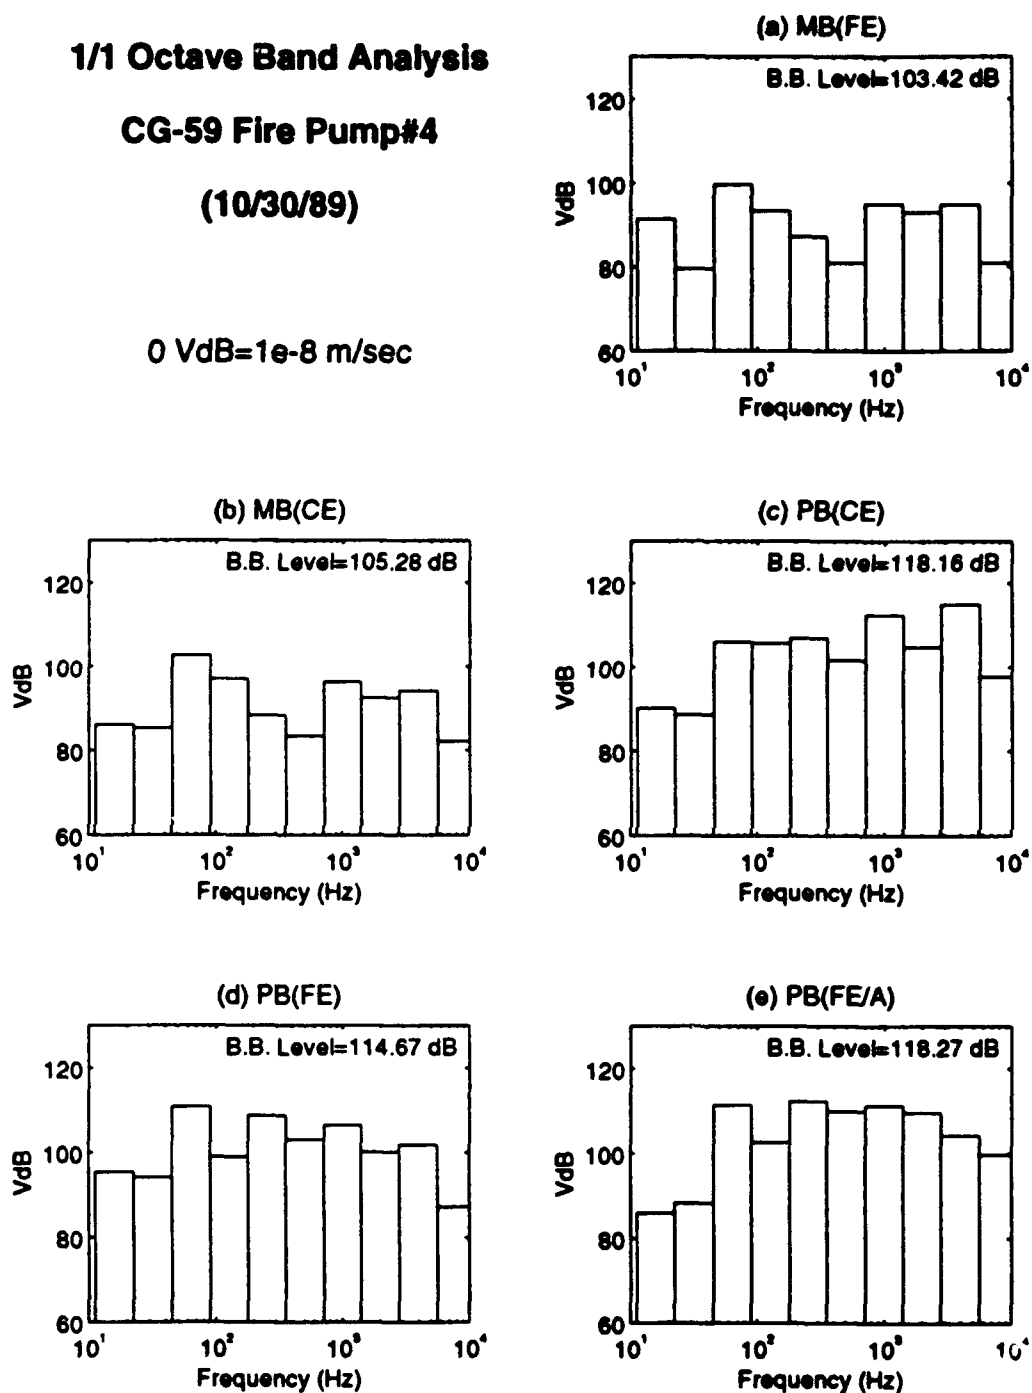 1/1 Octave Band Analysis
CG-59 Fire Pump#4
(10/30/89)
0 VdB=1e-8 m/sec
(a) MB(FE)
B.B. Level=103.42 dB
120
100
80
60
VdB
10¹ 10² 10³ 10⁴
Frequency (Hz)
(b) MB(CE)
B.B. Level=105.28 dB
120
100
80
60
VdB
10¹ 10² 10³ 10⁴
Frequency (Hz)
(c) PB(CE)
B.B. Level=118.16 dB
120
100
80
60
VdB
10¹ 10² 10³ 10⁴
Frequency (Hz)
(d) PB(FE)
B.B. Level=114.67 dB
120
100
80
60
VdB
10¹ 10² 10³ 10⁴
Frequency (Hz)
(e) PB(FE/A)
B.B. Level=118.27 dB
120
100
80
60
VdB
10¹ 10² 10³ 10⁴
Frequency (Hz)